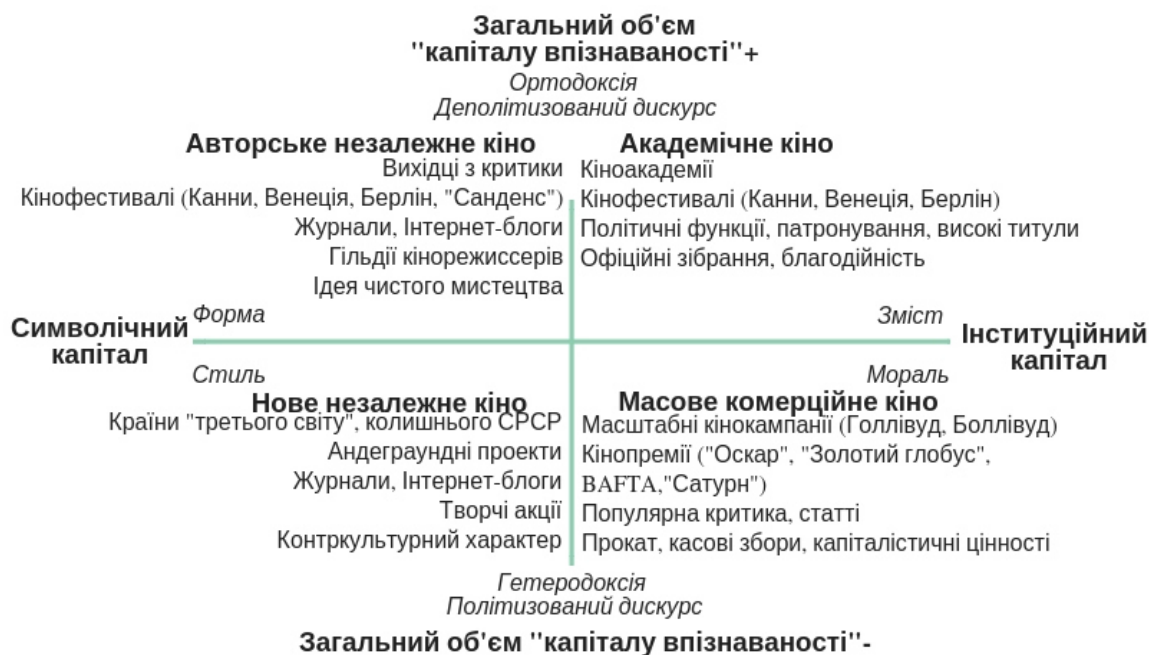 Загальний об'єм
"капіталу впізнаваності"+
Ортодоксія
Деполітизований дискурс
Авторське незалежне кіно
Вихідці з критики
Кінофестивалі (Канни, Венеція, Берлін, "Санденс")
Журнали, Інтернет-блоги
Гільдії кінорежиссерів
Ідея чистого мистецтва
Академічне кіно
Кіноакадемії
Кінофестивалі (Канни, Венеція, Берлін)
Політичні функції, патронування, високі титули
Офіційні зібрання, благодійність
Символічний
капітал
Форма
Стиль
Зміст
Мораль
Інституційний
капітал
Нове незалежне кіно
Країни "третього світу", колишнього СРСР
Андеграундні проекти
Журнали, Інтернет-блоги
Творчі акції
Контркультурний характер
Масове комерційне кіно
Масштабні кінокампанії (Голлівуд, Боллівуд)
Кінопремії ("Оскар", "Золотий глобус",
BAFTA,"Сатурн")
Популярна критика, статті
Прокат, касові збори, капіталістичні цінності
Гетеродоксія
Політизований дискурс
Загальний об'єм "капіталу впізнаваності"-